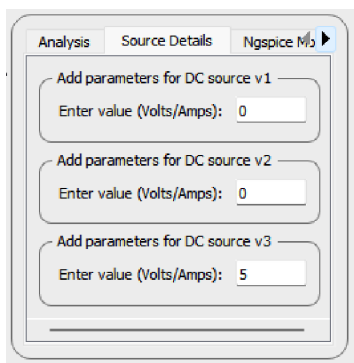 Analysis Source Details Ngspice Mo
Add parameters for DC source v1
Enter value (Volts/Amps): 0
Add parameters for DC source v2
Enter value (Volts/Amps): 0
Add parameters for DC source v3
Enter value (Volts/Amps): 5